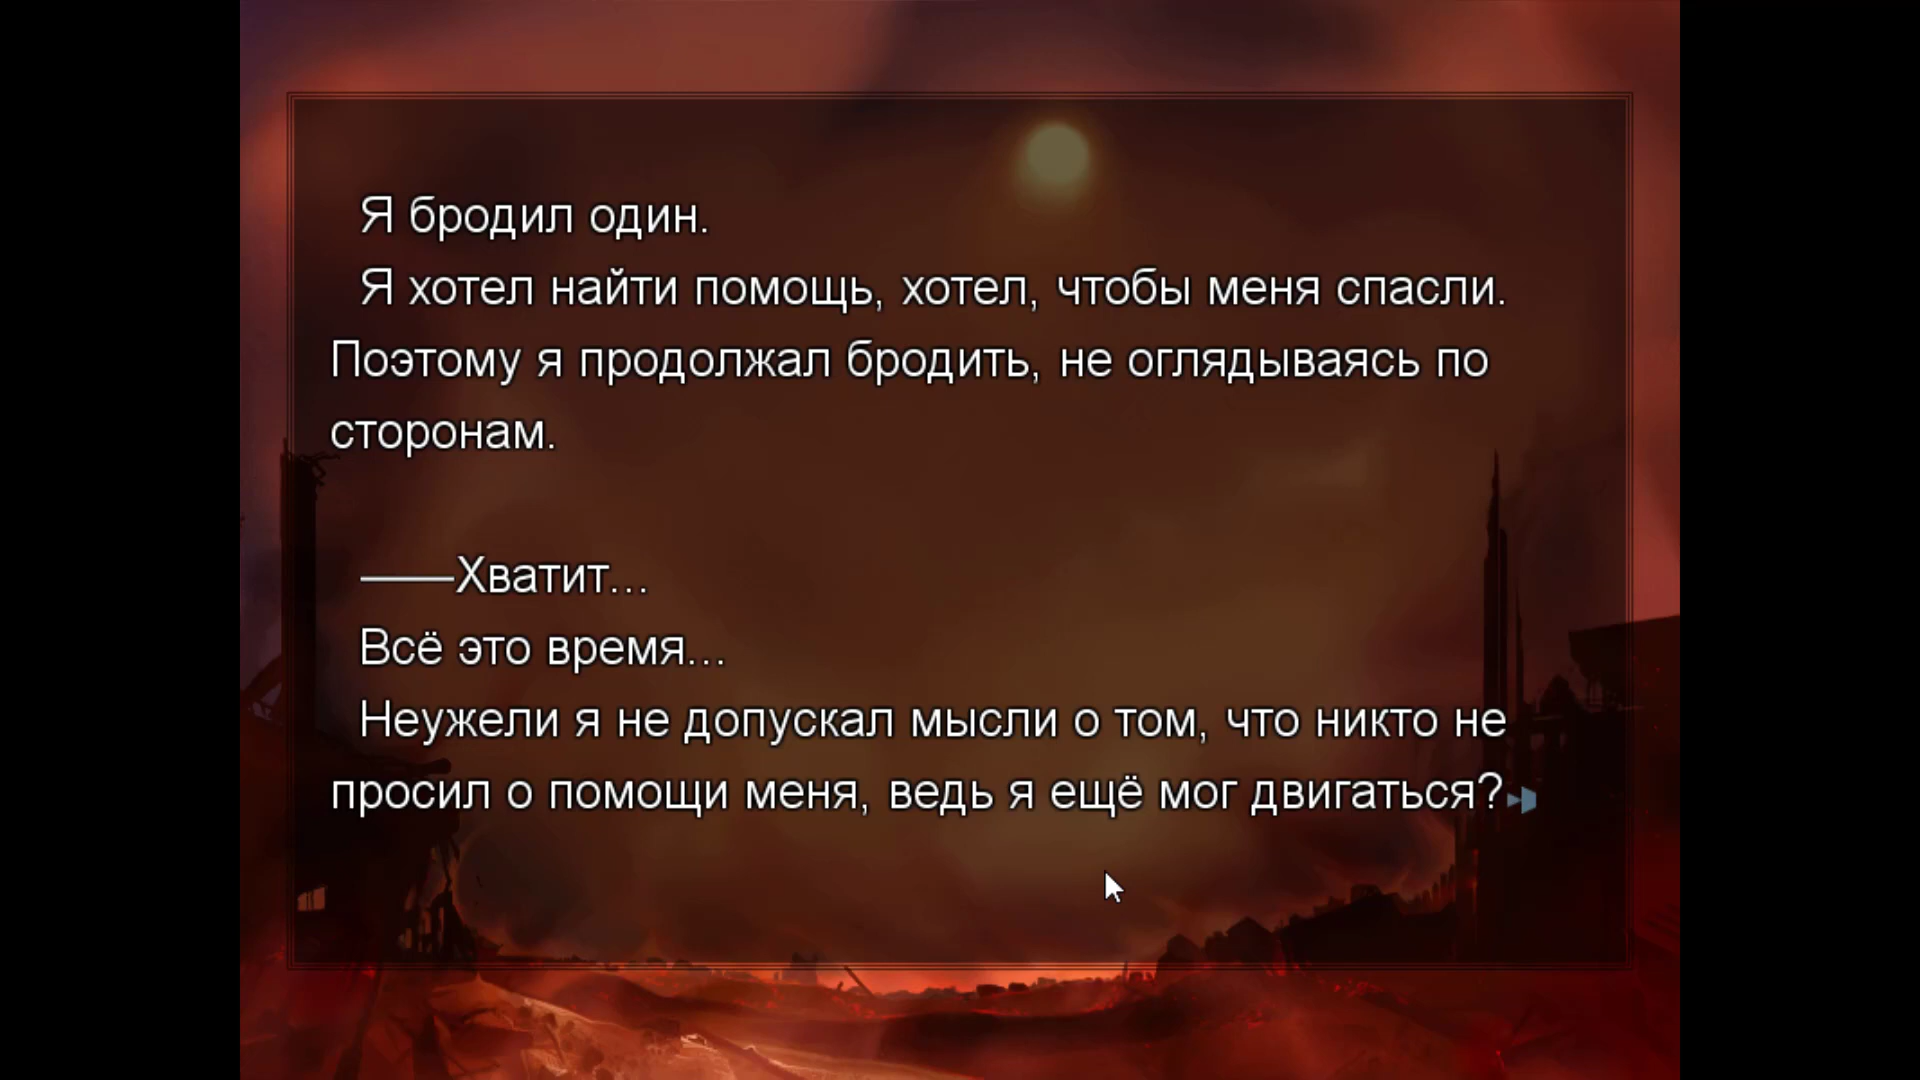 Я бродил один.
Я хотел найти помощь, хотел, чтобы меня спасли.
Поэтому я продолжал бродить, не оглядываясь по
сторонам.
――Хватит…
Всё это время…
Неужели я не допускал мысли о том, что никто не
просил о помощи меня, ведь я ещё мог двигаться?